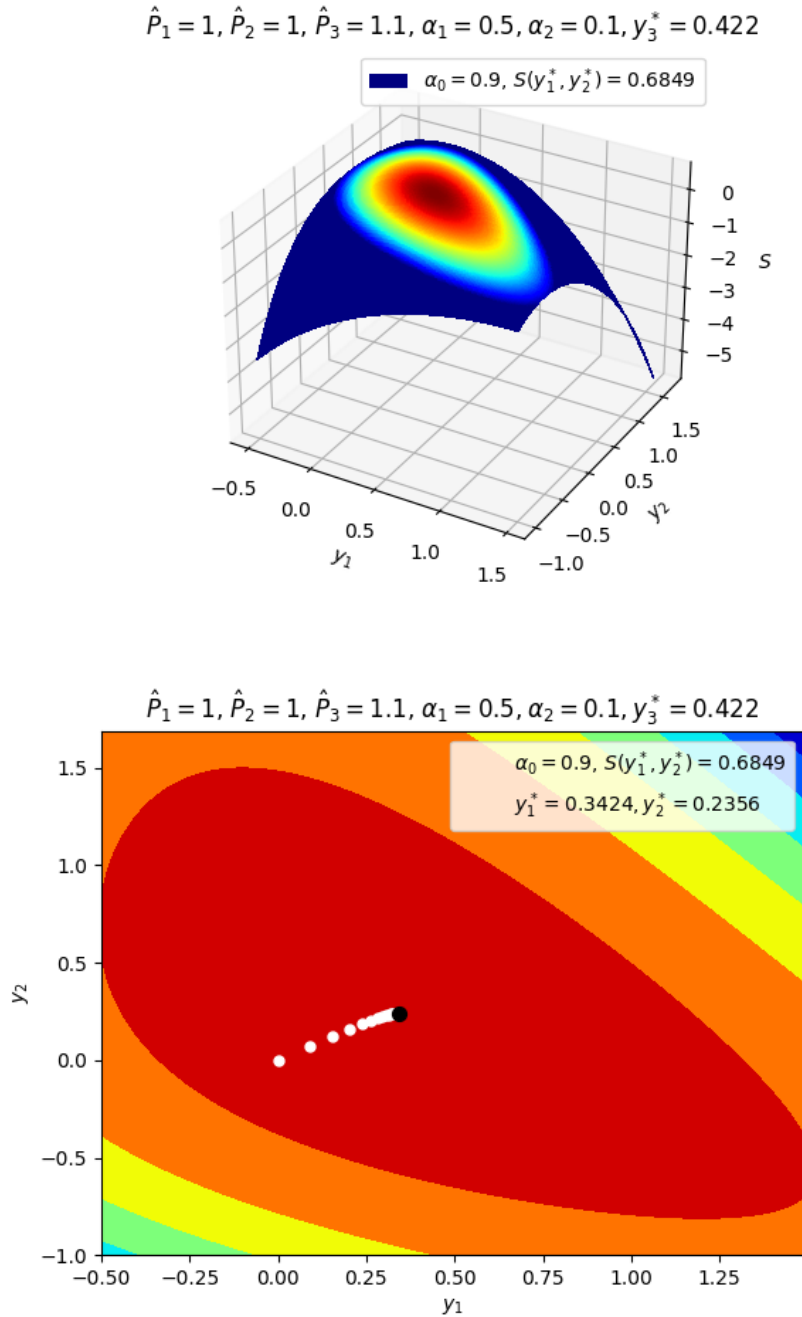 P̂₁ = 1, P̂₂ = 1, P̂₃ = 1.1, α₁ = 0.5, α₂ = 0.1, y₃* = 0.422
α₀ = 0.9, S(y₁*, y₂*) = 0.6849
0
−1
−2
−3
−4
−5
S
1.5
1.0
0.5
0.0
−0.5
−1.0
y₂
−0.5
0.0
0.5
1.0
1.5
y₁
P̂₁ = 1, P̂₂ = 1, P̂₃ = 1.1, α₁ = 0.5, α₂ = 0.1, y₃* = 0.422
α₀ = 0.9, S(y₁*, y₂*) = 0.6849
y₁* = 0.3424, y₂* = 0.2356
1.5
1.0
0.5
0.0
−0.5
−1.0
y₂
−0.50 −0.25 0.00 0.25 0.50 0.75 1.00 1.25
y₁